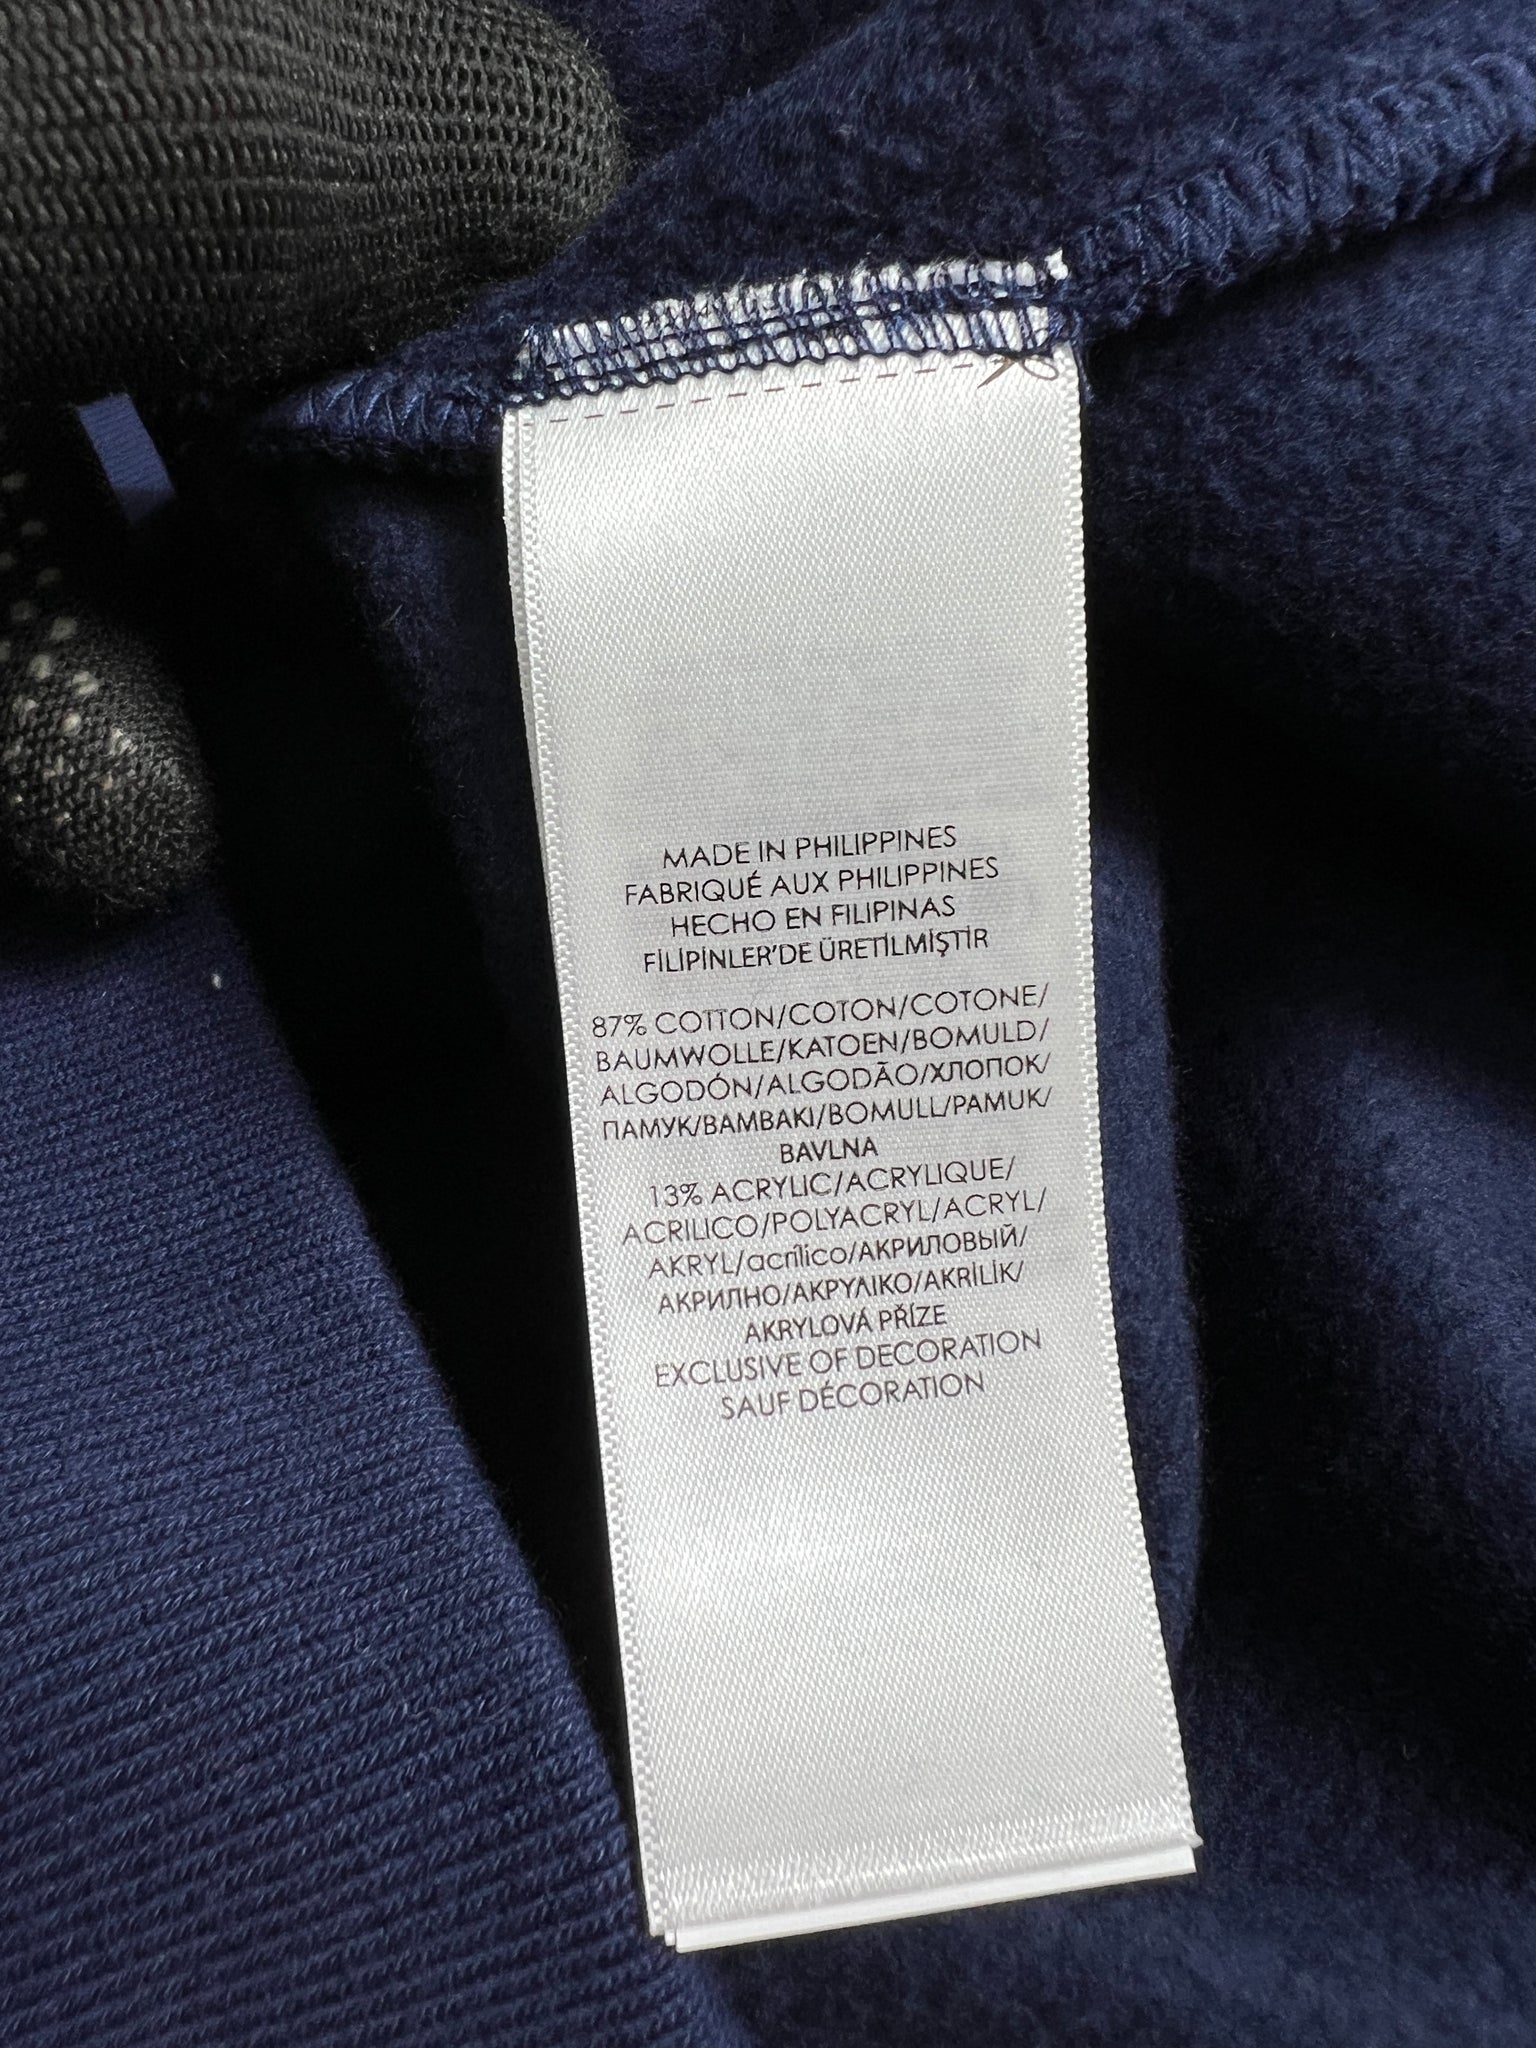 MADE IN PHILIPPINES
FABRIQUÉ AUX PHILIPPINES
HECHO EN FILIPINAS
FİLİPİNLER'DE ÜRETİLMİŞTİR
87% COTTON/COTON/COTONE/
BAUMWOLLE/KATOEN/BOMULD/
ALGODÓN/ALGODÃO/ХЛОПОК/
ПАМУК/ΒΑΜΒΑΚΙ/BOMULL/PAMUK/
BAVLNA
13% ACRYLIC/ACRYLIQUE/
ACRILICO/POLYACRYL/ACRYL/
AKRYL/acrílico/АКРИЛОВЫЙ/
АКРИЛНО/ΑΚΡΥΛΙΚΟ/AKRİLİK/
AKRYLOVÁ PŘÍZE
EXCLUSIVE OF DECORATION
SAUF DÉCORATION